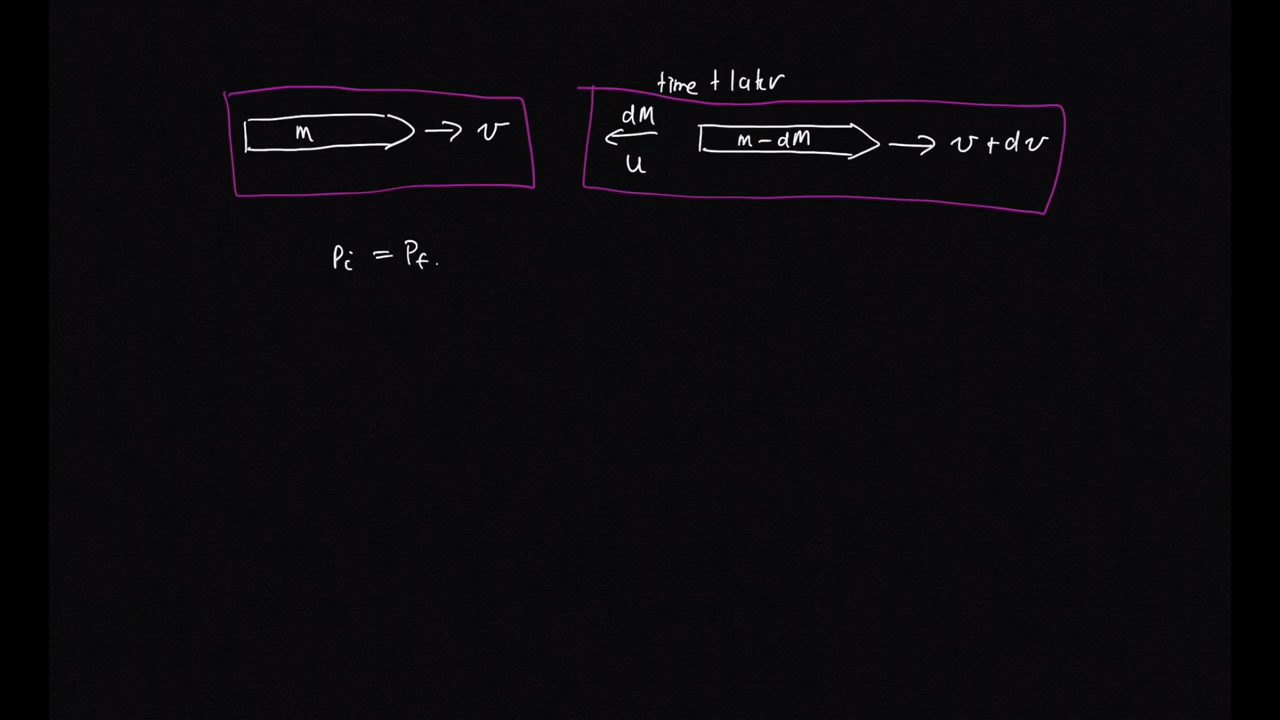 time t later
m → v
dM
← 
u
m-dM → v+dv
Pi = Pf.